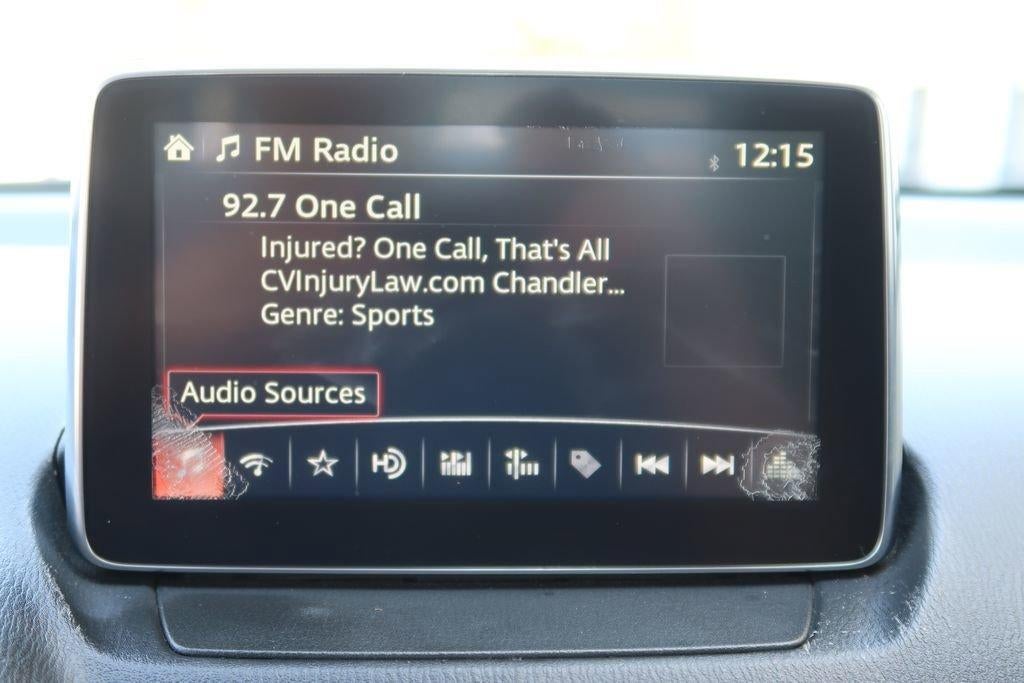 FM Radio
12:15
92.7 One Call
Injured? One Call, That's All
CVInjuryLaw.com Chandler...
Genre: Sports
Audio Sources
HD